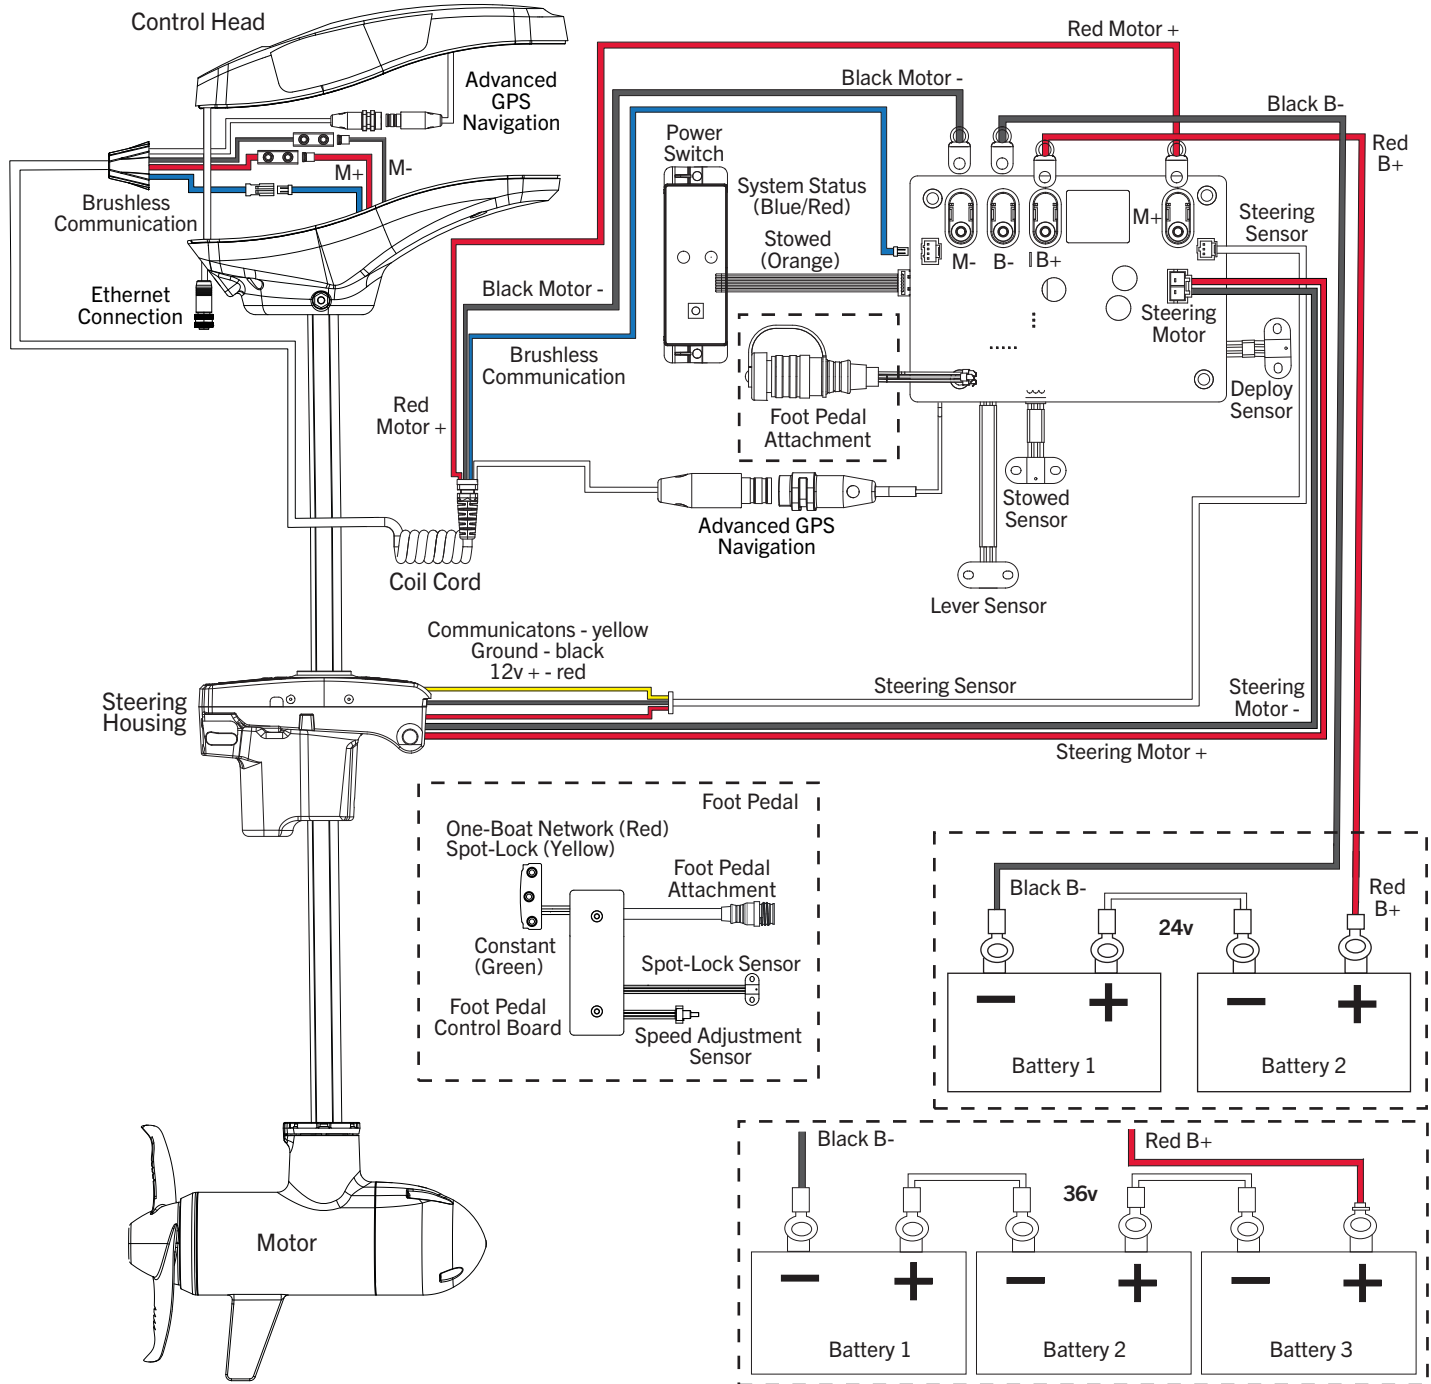 Control Head
Red Motor +
Black Motor -
Advanced
GPS
Navigation
Black B-
Red
B+
Power
Switch
M+
M-
System Status
(Blue/Red)
Stowed
(Orange)
Brushless
Communication
M-
B-
B+
M+
Steering
Sensor
Ethernet
Connection
Black Motor -
Steering
Motor
Brushless
Communication
Deploy
Sensor
Red
Motor +
Foot Pedal
Attachment
Stowed
Sensor
Advanced GPS
Navigation
Coil Cord
Lever Sensor
Communicatons - yellow
Ground - black
12v + - red
Steering Sensor
Steering
Housing
Steering
Motor -
Steering Motor +
Foot Pedal
One-Boat Network (Red)
Spot-Lock (Yellow)
Foot Pedal
Attachment
Constant
(Green)
Spot-Lock Sensor
Foot Pedal
Control Board
Speed Adjustment
Sensor
Black B-
24v
Red
B+
Battery 1
Battery 2
Black B-
Red B+
36v
Motor
Battery 1
Battery 2
Battery 3